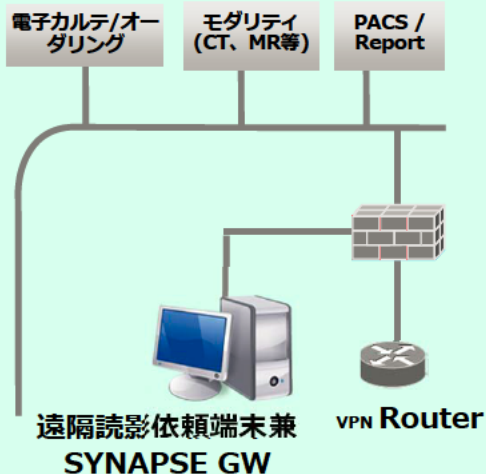 電子カルテ/オー
ダリング
モダリティ
(CT、MR等)
PACS /
Report
遠隔読影依頼端末兼
SYNAPSE GW
VPN Router